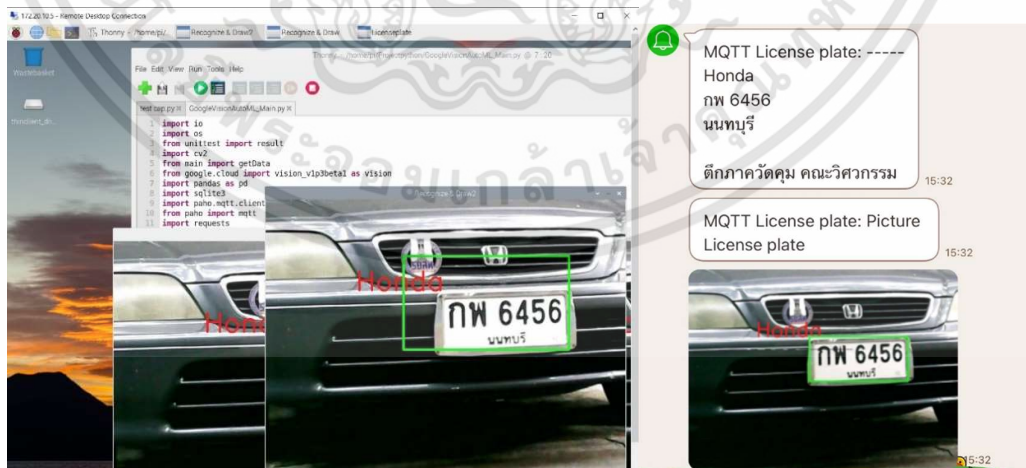 172.20.10.5 - Remote Desktop Connection
Thonny - /home/pi/...
Recognize & Draw2
Recognize & Draw
Licenseplate
Wastebasket
File Edit View Run Tools Help
GoogleVisionAutoML_Main.py
1 import io
2 import os
3 from unittest import result
4 import cv2
5 from main import getData
6 from google.cloud import vision_v1p3beta1 as vision
7 import pandas as pd
8 import sqlite3
9 import paho.mqtt.client
10 from paho import mqtt
11 import requests
Recognize & Draw2
Hon
Honda
กพ 6456
นนทบุรี
MQTT License plate: -----
Honda
กพ 6456
นนทบุรี
ตึกภาควัดคุม คณะวิศวกรรม
15:32
MQTT License plate: Picture
License plate
15:32
Honda
กพ 6456
นนทบุรี
15:32